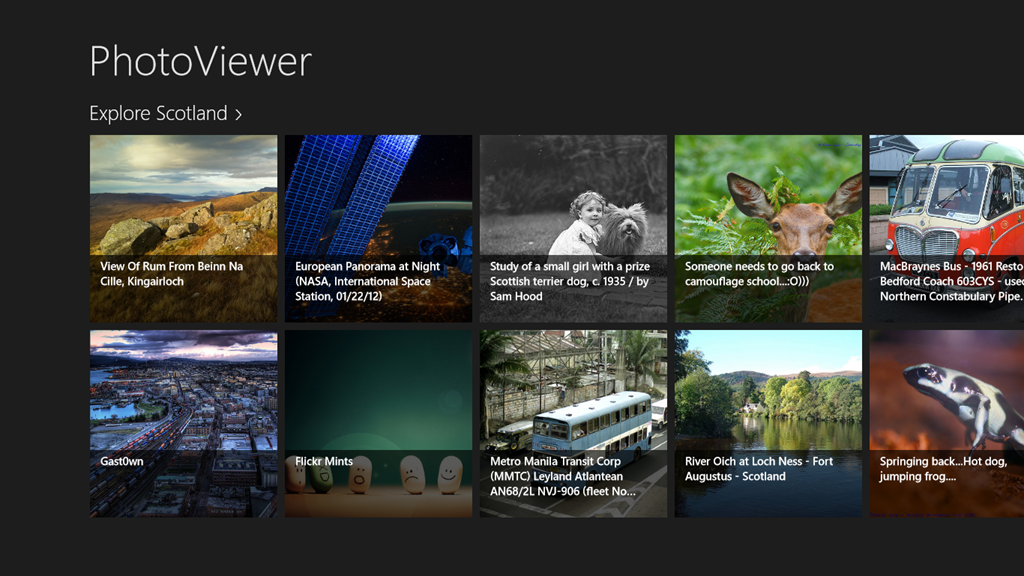 PhotoViewer
Explore Scotland >
View Of Rum From Beinn Na
Cille, Kingairloch
European Panorama at Night
(NASA, International Space
Station, 01/22/12)
Study of a small girl with a prize
Scottish terrier dog, c. 1935 / by
Sam Hood
Someone needs to go back to
camouflage school...:O)))
MacBraynes Bus - 1961 Resto
Bedford Coach 603CYS - used
Northern Constabulary Pipe.
Gast0wn
Flickr Mints
Metro Manila Transit Corp
(MMTC) Leyland Atlantean
AN68/2L NVJ-906 (fleet No...
River Oich at Loch Ness - Fort
Augustus - Scotland
Springing back...Hot dog,
jumping frog....